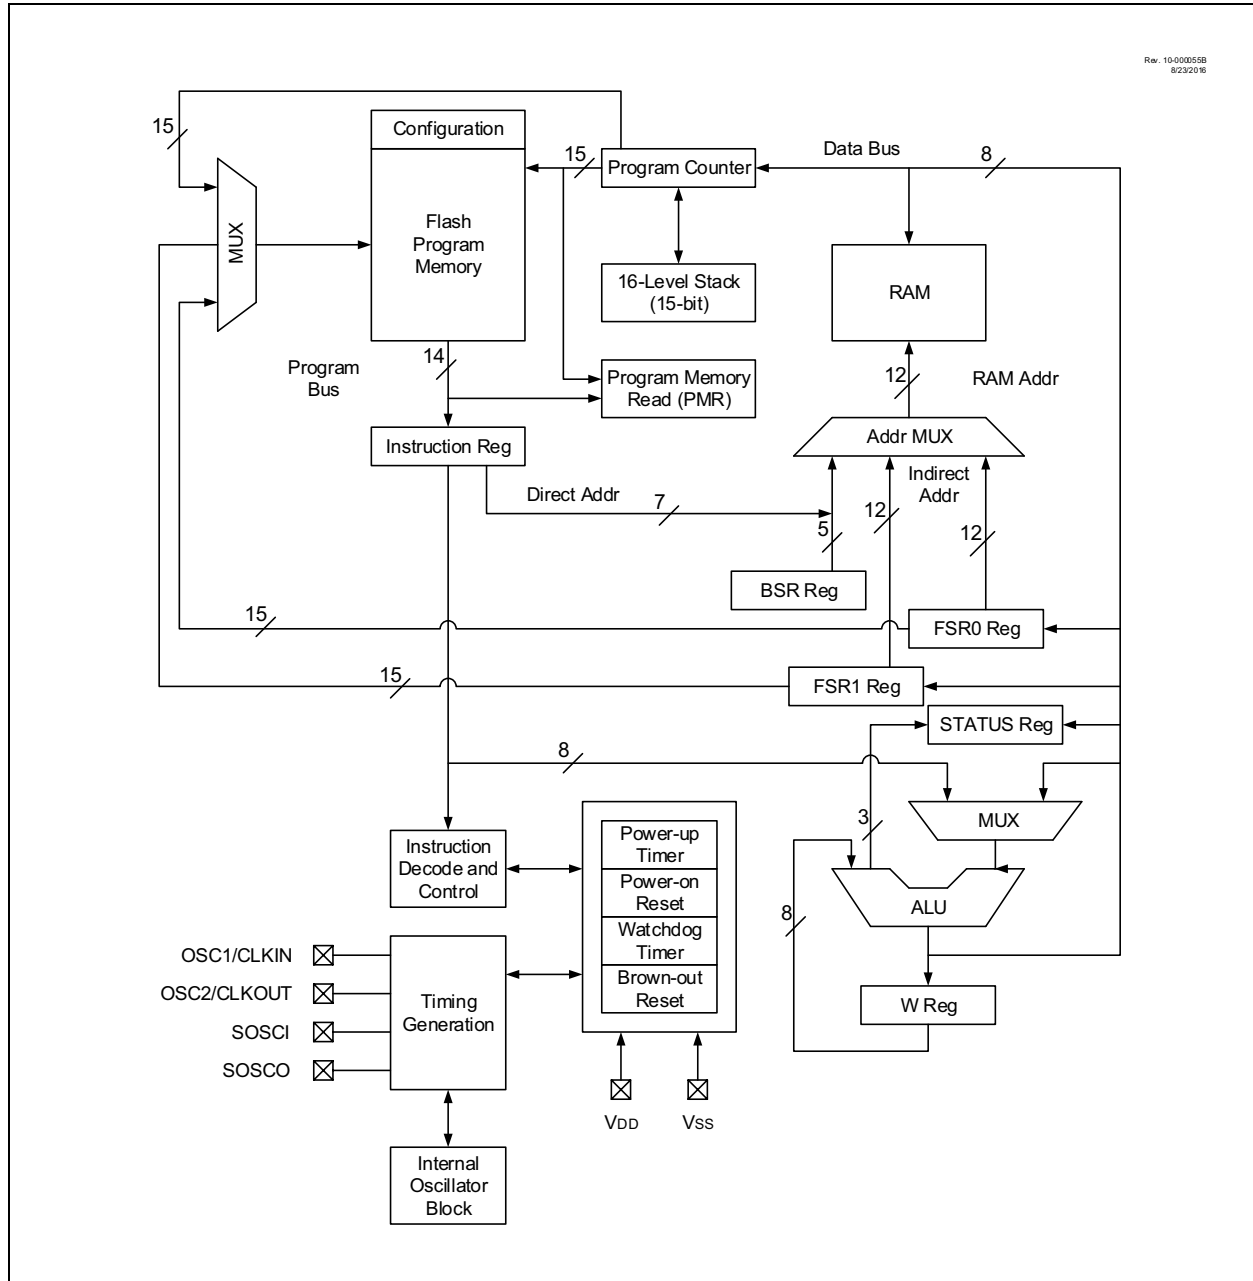 Rev. 10-000055B
8/23/2016
15
Configuration
15
Program Counter
Data Bus
8
MUX
Flash
Program
Memory
16-Level Stack
(15-bit)
RAM
Program
Bus
14
Program Memory
Read (PMR)
12
RAM Addr
Instruction Reg
Addr MUX
Direct Addr
7
Indirect
Addr
5
12
12
BSR Reg
15
FSR0 Reg
15
FSR1 Reg
STATUS Reg
8
3
MUX
Instruction
Decode and
Control
Power-up
Timer
Power-on
Reset
Watchdog
Timer
Brown-out
Reset
8
ALU
W Reg
OSC1/CLKIN
OSC2/CLKOUT
SOSCI
SOSCO
Timing
Generation
VDD
VSS
Internal
Oscillator
Block